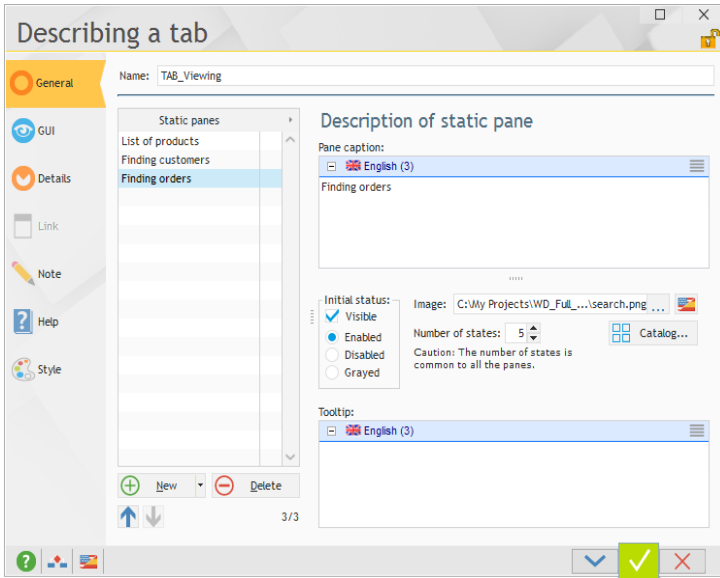 Describing a tab
General
GUI
Details
Link
Note
Help
Style
Name: TAB_Viewing
Static panes
List of products
Finding customers
Finding orders
New
Delete
3/3
Description of static pane
Pane caption:
English (3)
Finding orders
Initial status:
Visible
Enabled
Disabled
Grayed
Image: C:\My Projects\WD_Full_...\search.png ...
Number of states: 5
Catalog...
Caution: The number of states is
common to all the panes.
Tooltip:
English (3)